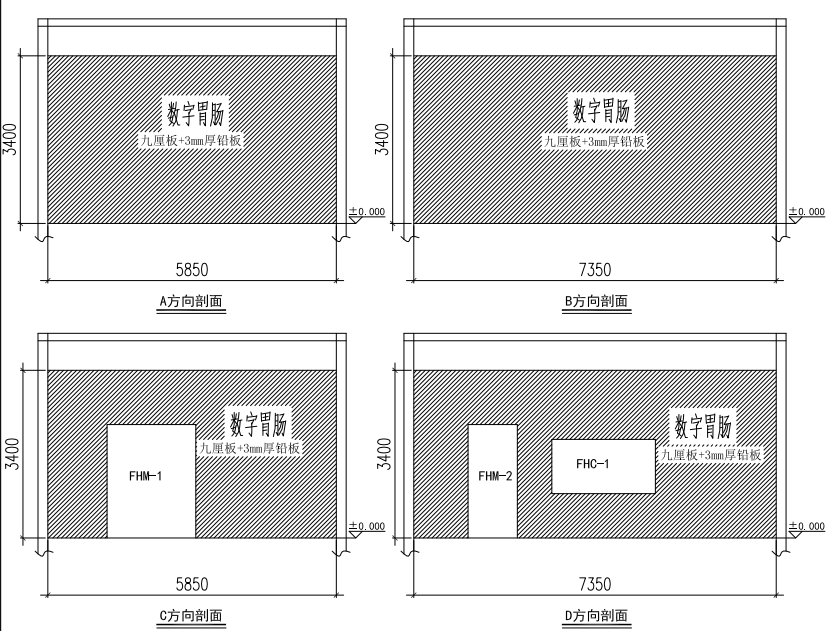 数字胃肠
九厘板+3mm厚铅板
3400
±0.000
5850
A方向剖面
数字胃肠
九厘板+3mm厚铅板
3400
±0.000
7350
B方向剖面
数字胃肠
九厘板+3mm厚铅板
FHM-1
3400
±0.000
5850
C方向剖面
数字胃肠
九厘板+3mm厚铅板
FHM-2
FHC-1
3400
±0.000
7350
D方向剖面